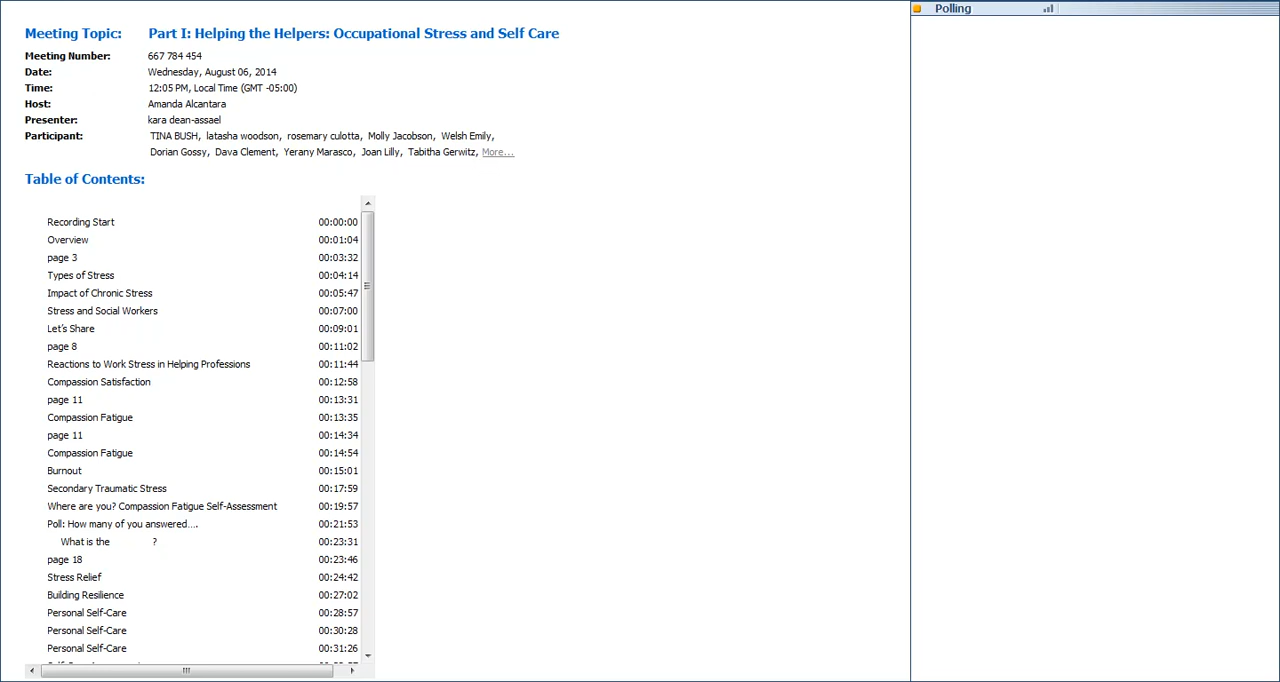 Polling
Meeting Topic: Part I: Helping the Helpers: Occupational Stress and Self Care
Meeting Number: 667 784 454
Date: Wednesday, August 06, 2014
Time: 12:05 PM, Local Time (GMT -05:00)
Host: Amanda Alcantara
Presenter: kara dean-assael
Participant: TINA BUSH, latasha woodson, rosemary culotta, Molly Jacobson, Welsh Emily,
Dorian Gossy, Dava Clement, Yerany Marasco, Joan Lilly, Tabitha Gerwitz, More...
Table of Contents:
Recording Start 00:00:00
Overview 00:01:04
page 3 00:03:32
Types of Stress 00:04:14
Impact of Chronic Stress 00:05:47
Stress and Social Workers 00:07:00
Let's Share 00:09:01
page 8 00:11:02
Reactions to Work Stress in Helping Professions 00:11:44
Compassion Satisfaction 00:12:58
page 11 00:13:31
Compassion Fatigue 00:13:35
page 11 00:14:34
Compassion Fatigue 00:14:54
Burnout 00:15:01
Secondary Traumatic Stress 00:17:59
Where are you? Compassion Fatigue Self-Assessment 00:19:57
Poll: How many of you answered.... 00:21:53
What is the ? 00:23:31
page 18 00:23:46
Stress Relief 00:24:42
Building Resilience 00:27:02
Personal Self-Care 00:28:57
Personal Self-Care 00:30:28
Personal Self-Care 00:31:26